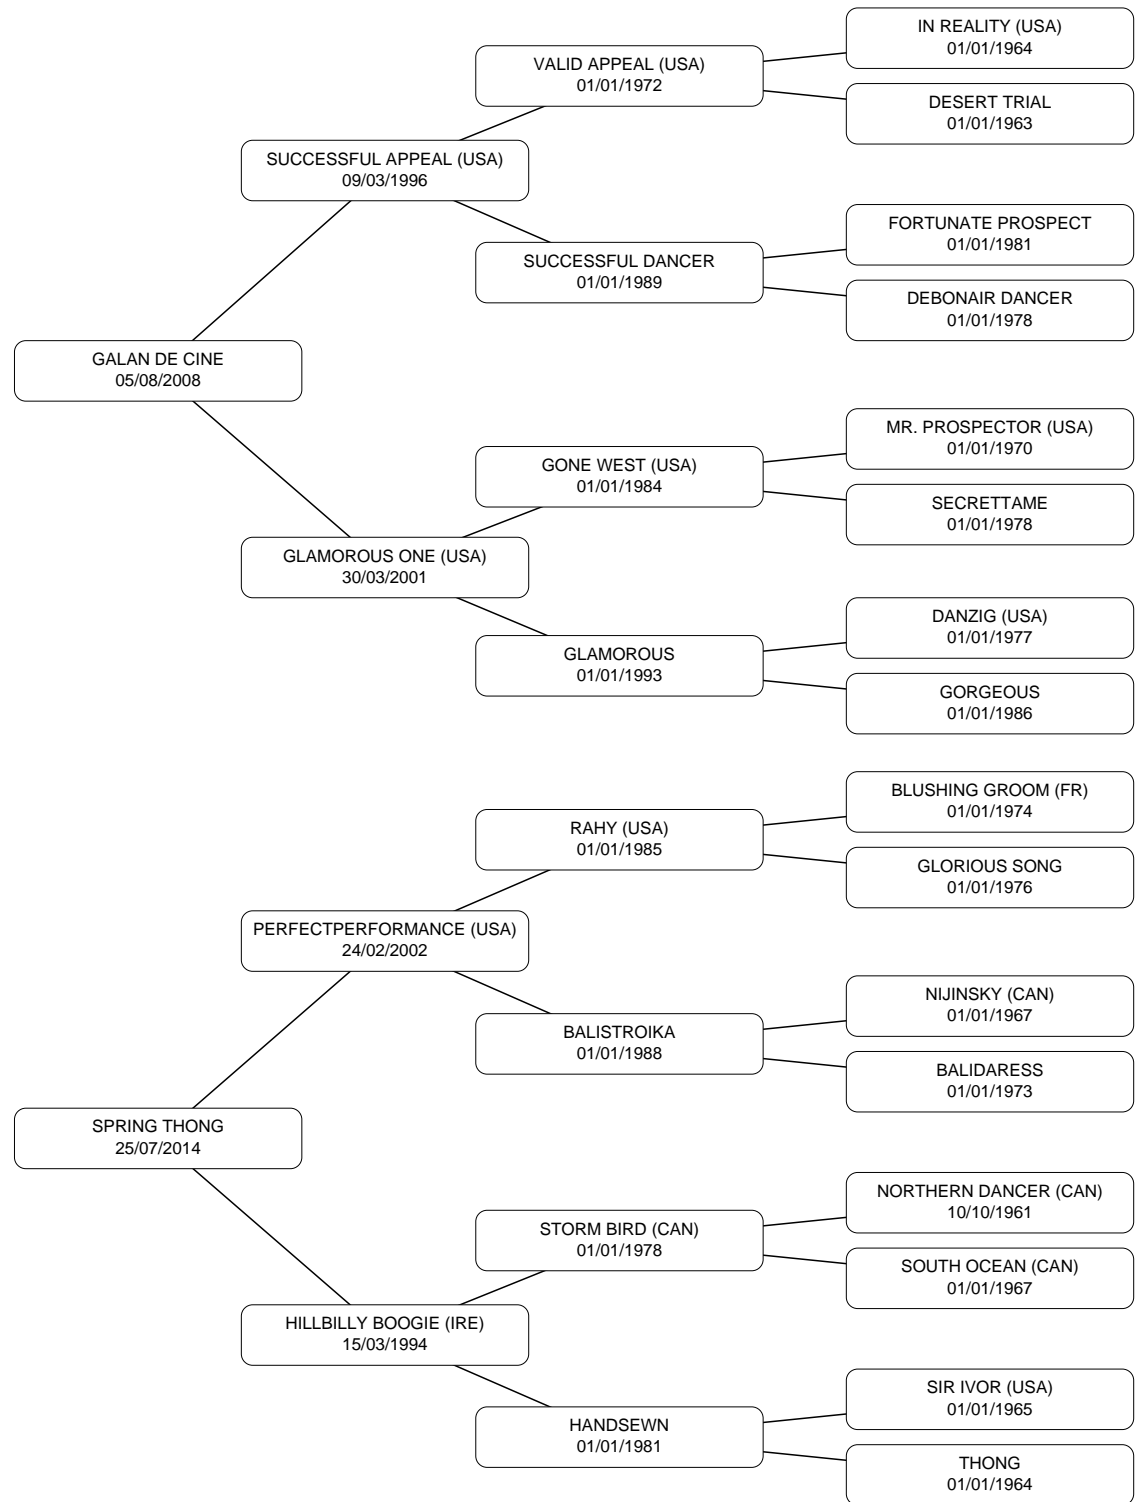 IN REALITY (USA)
01/01/1964
VALID APPEAL (USA)
01/01/1972
DESERT TRIAL
01/01/1963
SUCCESSFUL APPEAL (USA)
09/03/1996
FORTUNATE PROSPECT
01/01/1981
SUCCESSFUL DANCER
01/01/1989
DEBONAIR DANCER
01/01/1978
GALAN DE CINE
05/08/2008
MR. PROSPECTOR (USA)
01/01/1970
GONE WEST (USA)
01/01/1984
SECRETTAME
01/01/1978
GLAMOROUS ONE (USA)
30/03/2001
DANZIG (USA)
01/01/1977
GLAMOROUS
01/01/1993
GORGEOUS
01/01/1986
BLUSHING GROOM (FR)
01/01/1974
RAHY (USA)
01/01/1985
GLORIOUS SONG
01/01/1976
PERFECTPERFORMANCE (USA)
24/02/2002
NIJINSKY (CAN)
01/01/1967
BALISTROIKA
01/01/1988
BALIDARESS
01/01/1973
SPRING THONG
25/07/2014
NORTHERN DANCER (CAN)
10/10/1961
STORM BIRD (CAN)
01/01/1978
SOUTH OCEAN (CAN)
01/01/1967
HILLBILLY BOOGIE (IRE)
15/03/1994
SIR IVOR (USA)
01/01/1965
HANDSEWN
01/01/1981
THONG
01/01/1964